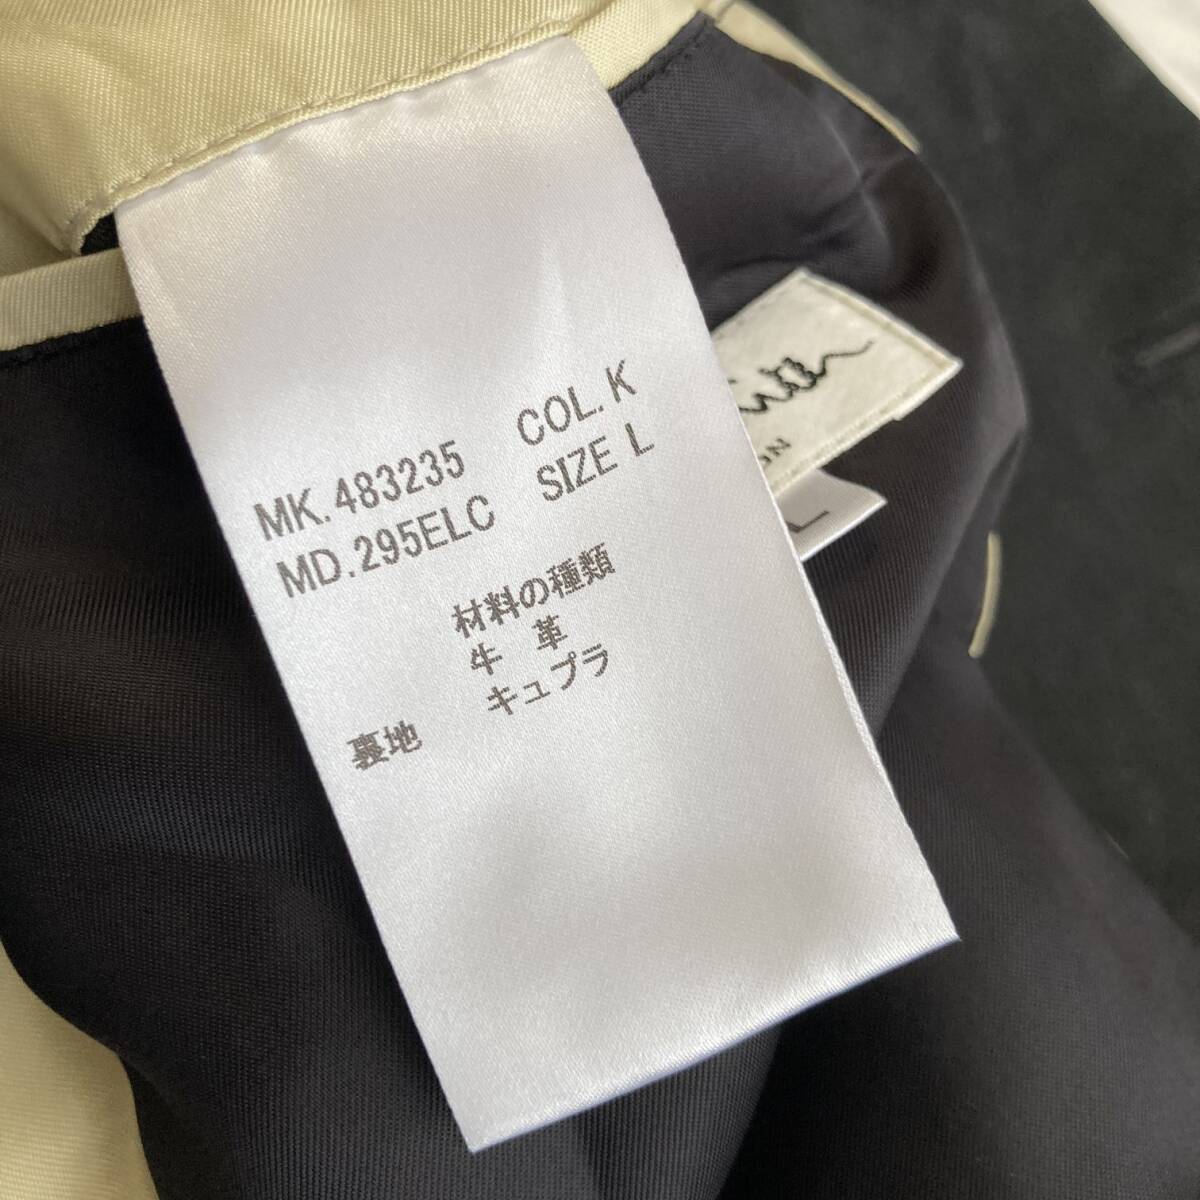 MK.483235 COL.K
MD.295ELC SIZE L
材料の種類
牛 革
裏地 キュプラ
L